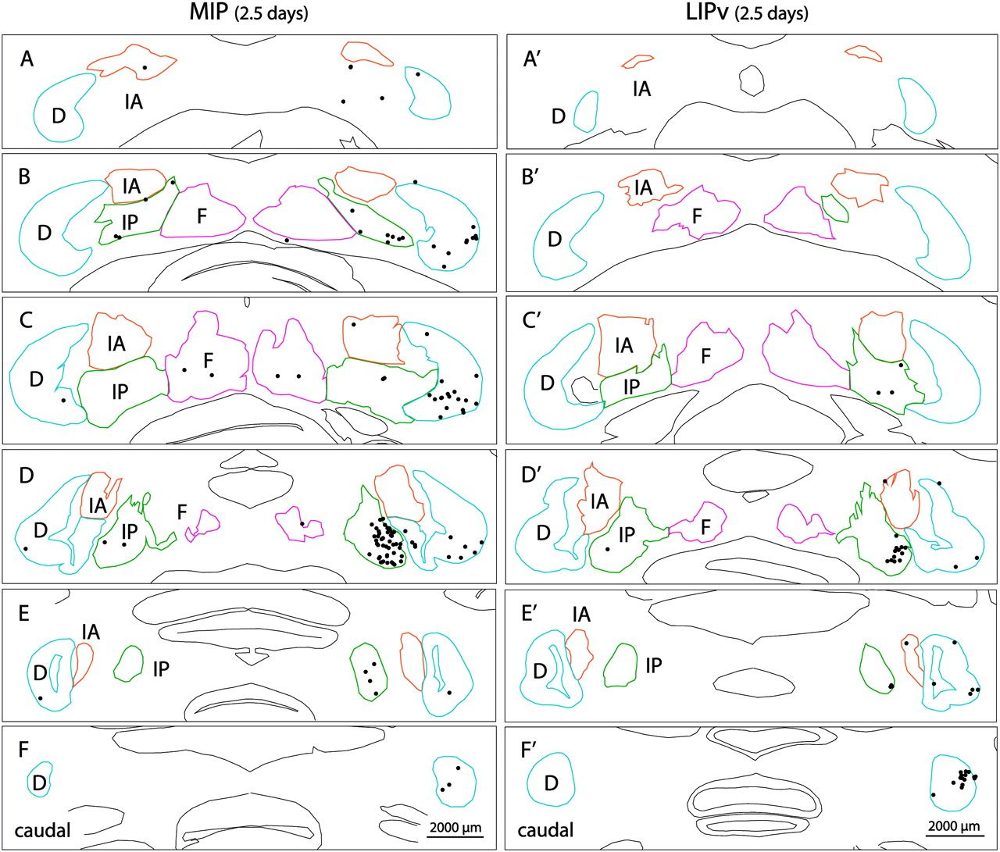 MIP (2.5 days)
LIPv (2.5 days)
A
IA
D
A′
IA
D
B
IA
IP
F
D
B′
IA
F
D
C
IA
F
D
IP
C′
IA
F
D
IP
D
IA
F
D
IP
D′
IA
IP
F
D
E
IA
D
IP
E′
IA
D
IP
F
D
caudal
2000 µm
F′
D
caudal
2000 µm